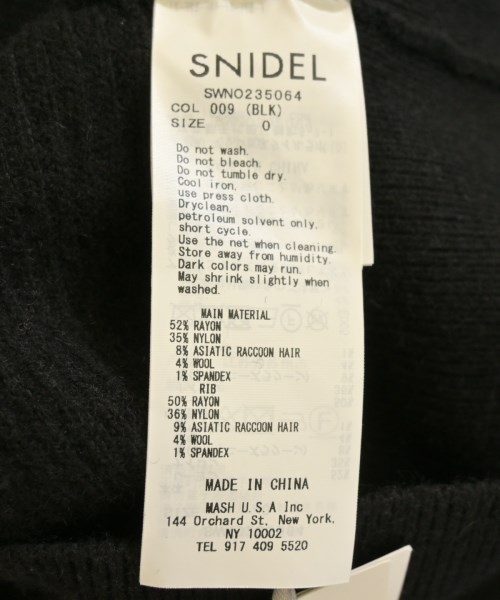 SNIDEL
SWNO235064
COL 009 (BLK)
SIZE 0
Do not wash.
Do not bleach.
Do not tumble dry.
Cool iron,
use press cloth.
Dryclean,
petroleum solvent only.
short cycle.
Use the net when cleaning.
Store away from humidity.
Dark colors may run.
May shrink slightly when
washed.
MAIN MATERIAL
52% RAYON
35% NYLON
8% ASIATIC RACCOON HAIR
4% WOOL
1% SPANDEX
RIB
50% RAYON
36% NYLON
9% ASIATIC RACCOON HAIR
4% WOOL
1% SPANDEX
MADE IN CHINA
MASH U.S.A Inc
144 Orchard St, New York.
NY 10002
TEL 917 409 5520